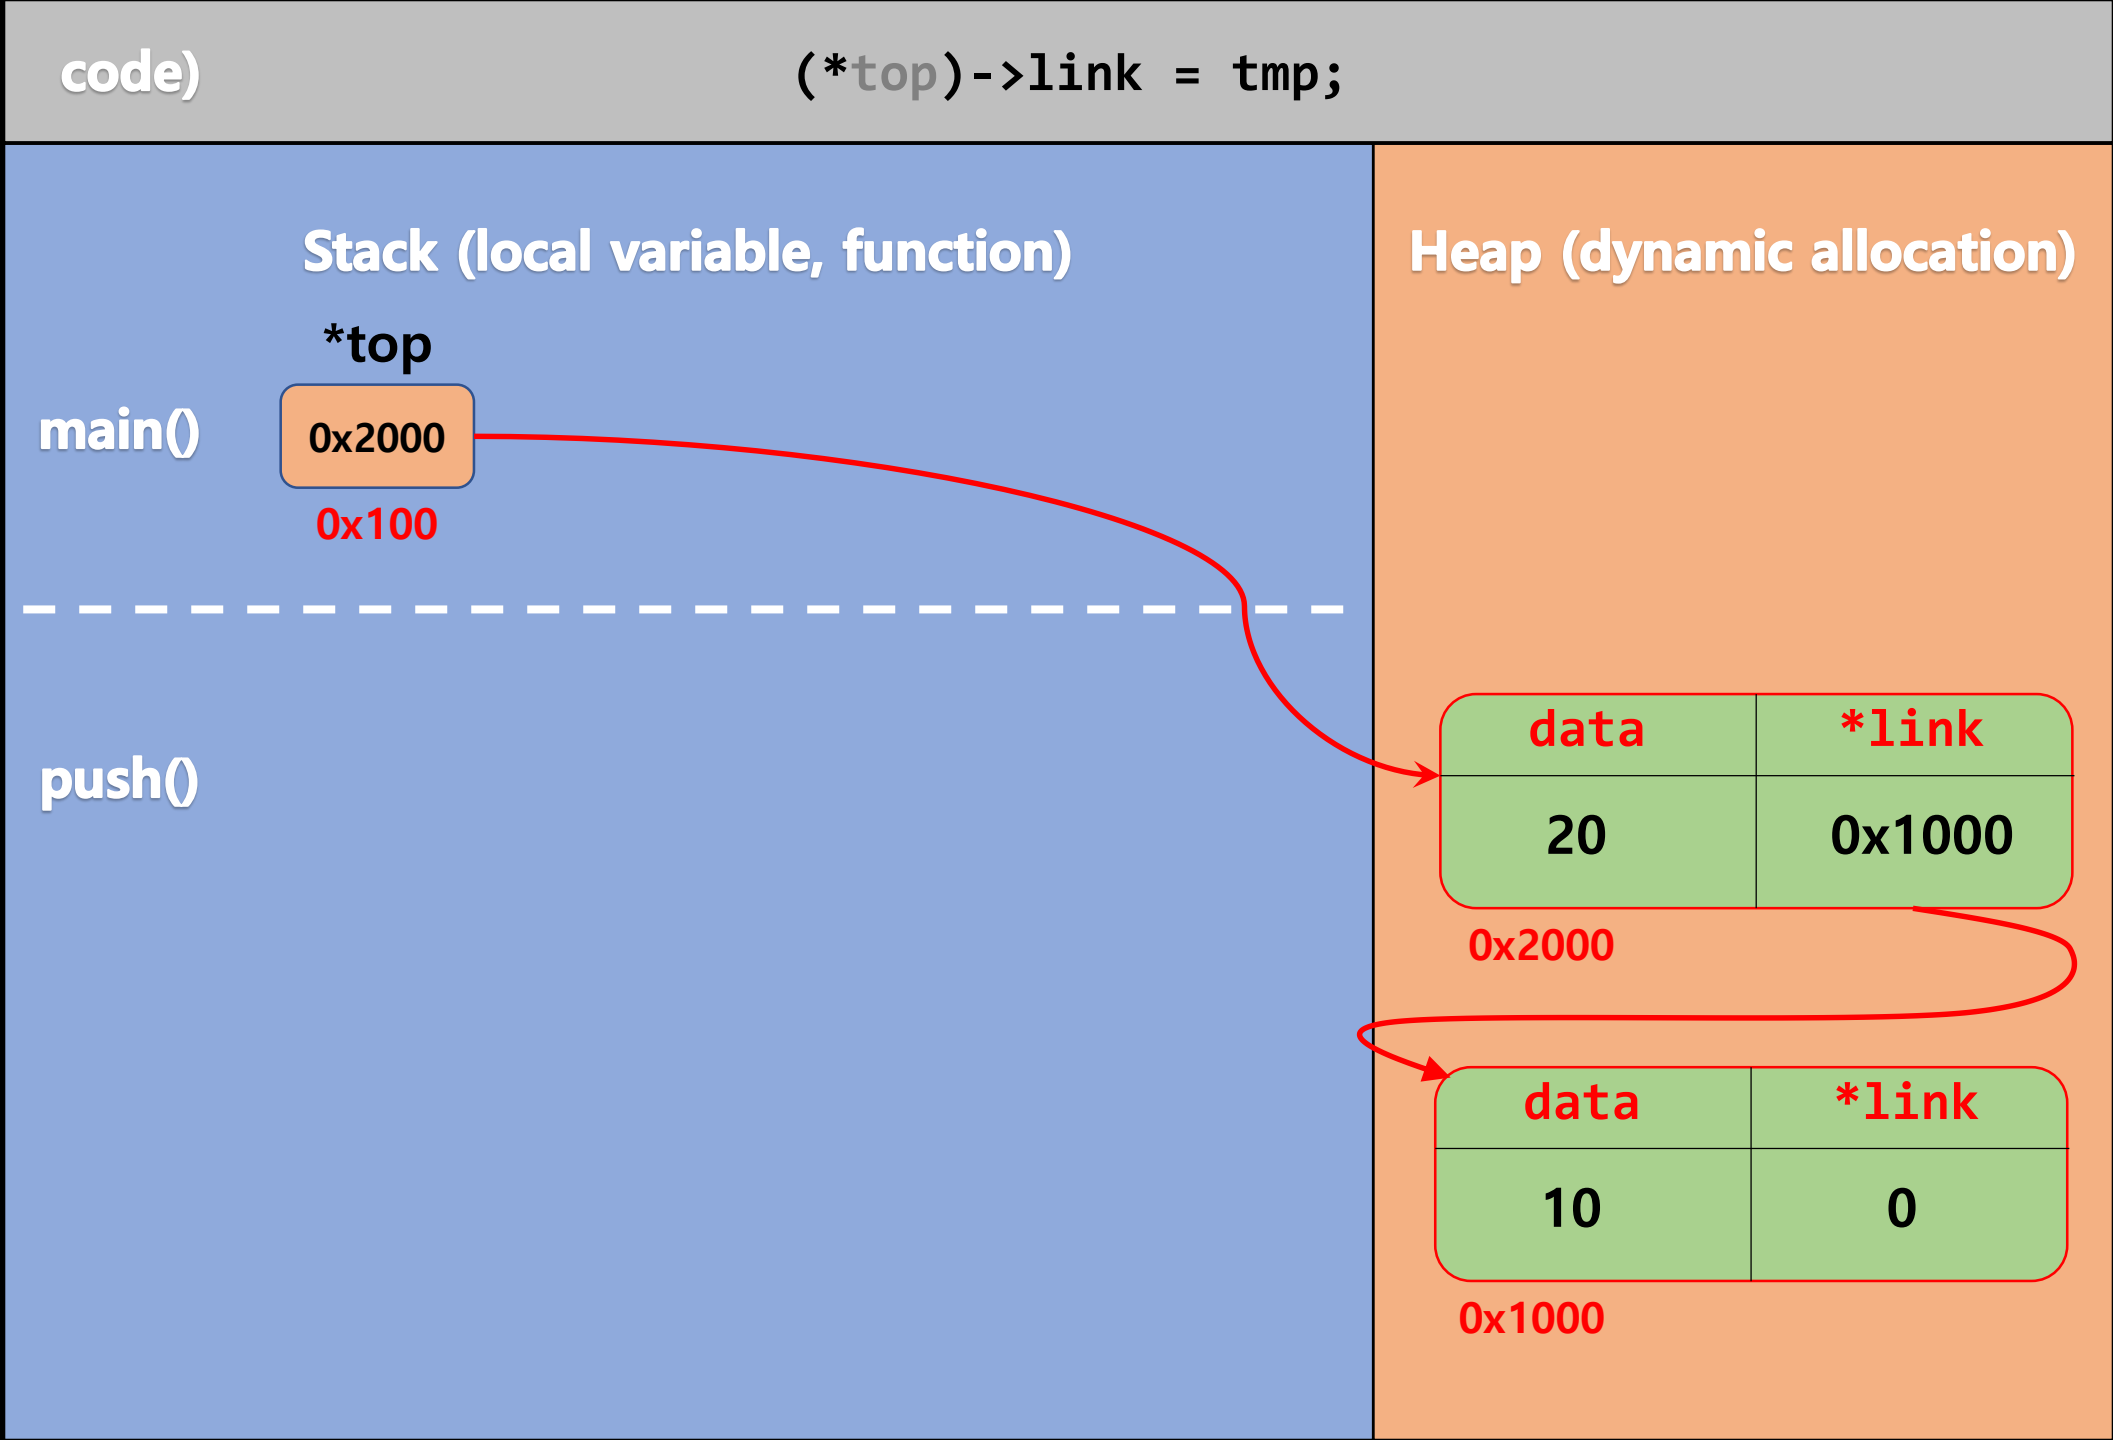 code)
(*top)->link = tmp;
Stack (local variable, function)
Heap (dynamic allocation)
*top
main()
0x2000
0x100
push()
data
*link
20
0x1000
0x2000
data
*link
10
0
0x1000